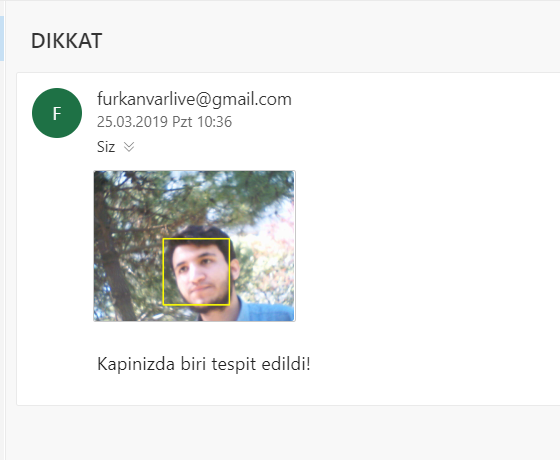 DIKKAT
F
furkanvarlive@gmail.com
25.03.2019 Pzt 10:36
Siz
Kapinizda biri tespit edildi!